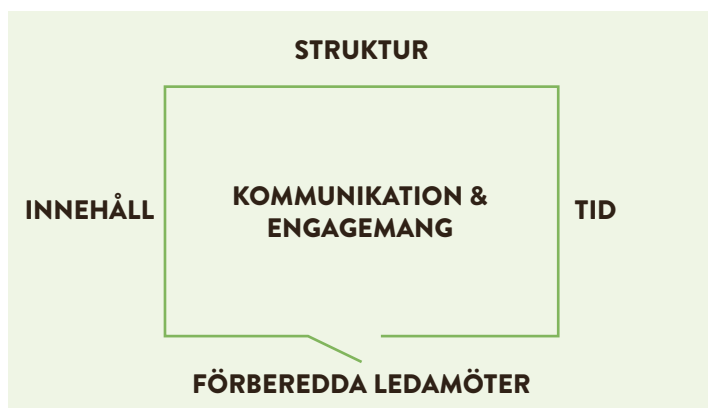 STRUKTUR
INNEHÅLL
KOMMUNIKATION &
ENGAGEMANG
TID
FÖRBEREDDA LEDAMÖTER